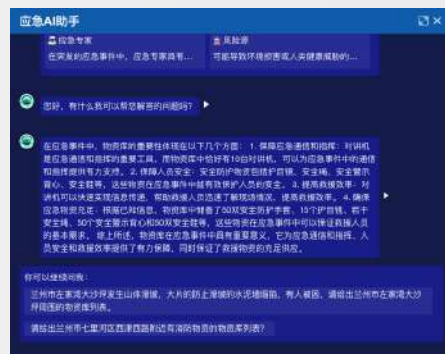 应急AI助手
应急专家
风险源
在突发的应急事件中，应急专家具有...
可能导致环境损害或人类健康威胁的...
您好，有什么我可以帮您解答的问题吗？
在应急事件中，物资库的重要性体现在以下几个方面：1. 保障应急通信和指挥：对讲机
是应急通信和指挥的重要工具，而物资库中恰好有10台对讲机，可以为应急事件中的通信
和指挥提供有力支持。2. 保障人员安全：安全防护物资包括护目镜、安全绳、安全警示
背心、安全鞋等，这些物资在应急事件中能有效保护人员的安全。3. 提高救援效率：对
讲机可以快速实现信息传递，帮助救援人员迅速了解现场情况，提高救援效率。4. 确保
应急物资充足：根据已知信息，物资库中储备了50双安全防护手套、15个护目镜、若干
安全绳、50个安全警示背心和50双安全鞋等，这些物资在应急事件中可以保证救援人员
的基本需求。综上所述，物资库在应急事件中具有重要意义，它为应急通信和指挥、人
员安全和救援效率提供了有力保障，同时保证了救援物资的充足供应。
你可以继续问我：
兰州市左家湾大沙坪发生山体滑坡，大片的防止滑坡的水泥墙塌陷，有人被困，请给出兰州市左家湾大沙
坪周围的物资库列表。
请给出兰州市七里河区西津西路附近有消防物资的物资库列表？